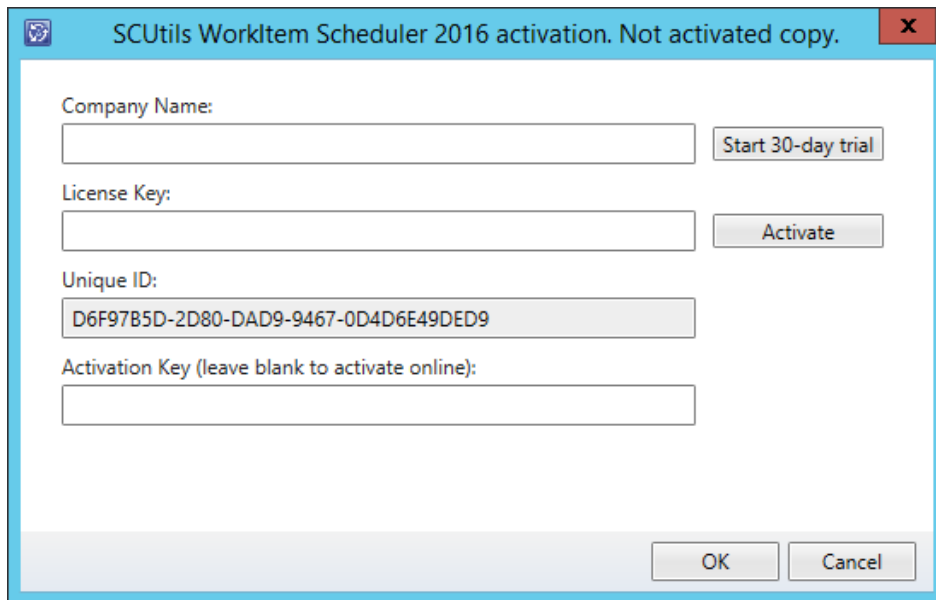 SCUtils WorkItem Scheduler 2016 activation. Not activated copy.
x
Company Name:
Start 30-day trial
License Key:
Activate
Unique ID:
D6F97B5D-2D80-DAD9-9467-0D4D6E49DED9
Activation Key (leave blank to activate online):
OK
Cancel